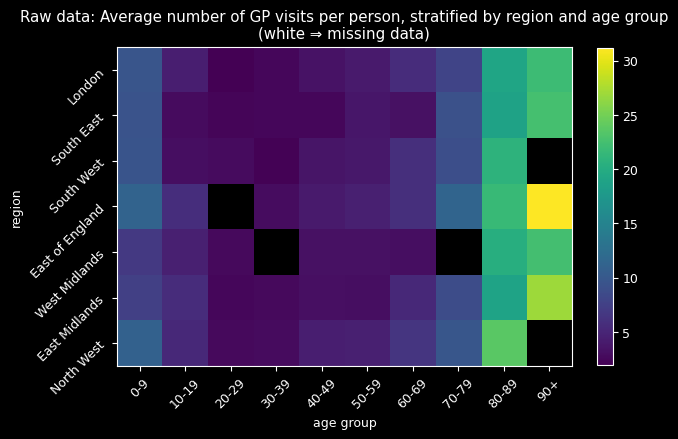 Raw data: Average number of GP visits per person, stratified by region and age group
(white ⇒ missing data)
London
South East
South West
East of England
West Midlands
East Midlands
North West
region
0-9
10-19
20-29
30-39
40-49
50-59
60-69
70-79
80-89
90+
age group
30
25
20
15
10
5